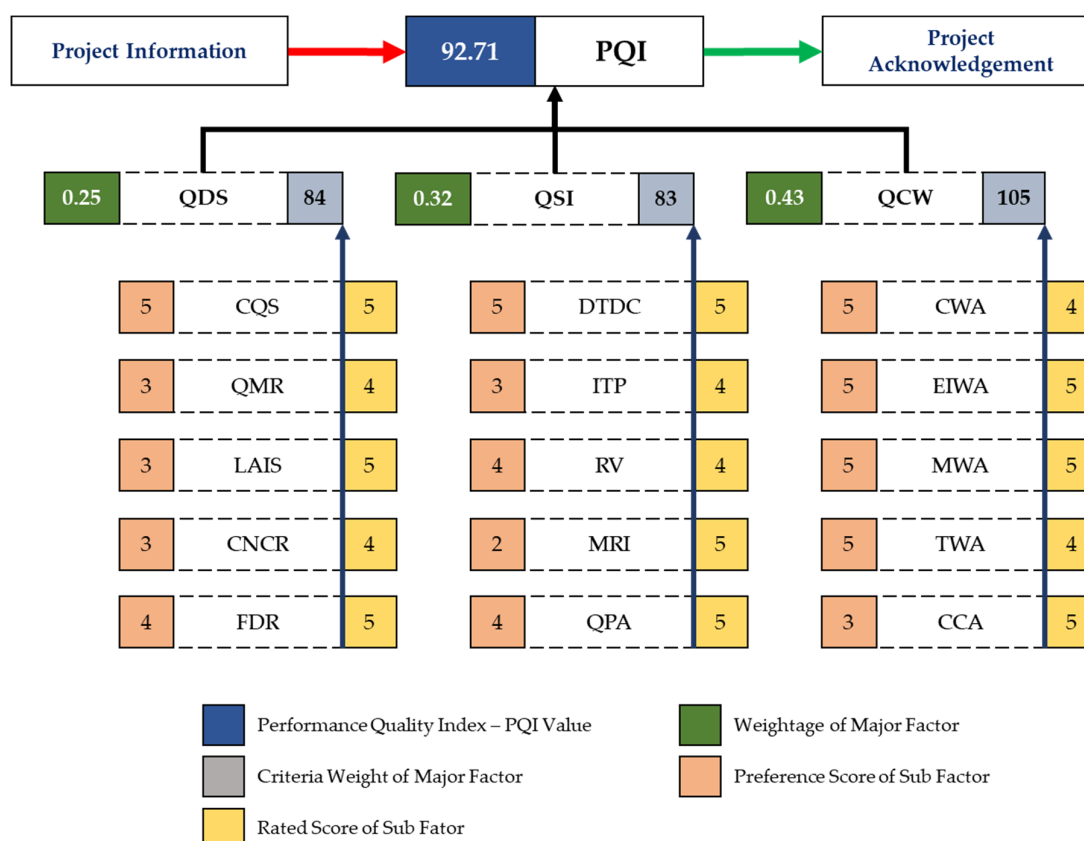 Project Information
92.71
PQI
Project
Acknowledgement
0.25
QDS
84
0.32
QSI
83
0.43
QCW
105
5
CQS
5
5
DTDC
5
5
CWA
4
3
QMR
4
3
ITP
4
5
EIWA
5
3
LAIS
5
4
RV
4
5
MWA
5
3
CNCR
4
2
MRI
5
5
TWA
4
4
FDR
5
4
QPA
5
3
CCA
5
Performance Quality Index – PQI Value
Weightage of Major Factor
Criteria Weight of Major Factor
Preference Score of Sub Factor
Rated Score of Sub Fator